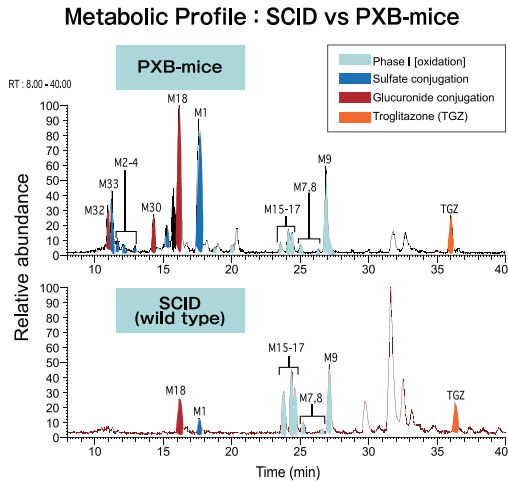 Metabolic Profile : SCID vs PXB-mice
PXB-mice
Phase I [oxidation]
Sulfate conjugation
Glucuronide conjugation
Troglitazone (TGZ)
RT : 8.00 - 40.00
Relative abundance
100
90
80
70
60
50
40
30
20
10
0
M18
M1
M33
M2-4
M32
M30
M9
M7,8
M15-17
TGZ
10 15 20 25 30 35 40
SCID
(wild type)
100
90
80
70
60
50
40
30
20
10
0
M15-17
M9
M18
M7,8
M1
TGZ
10 15 20 25 30 35 40
Time (min)